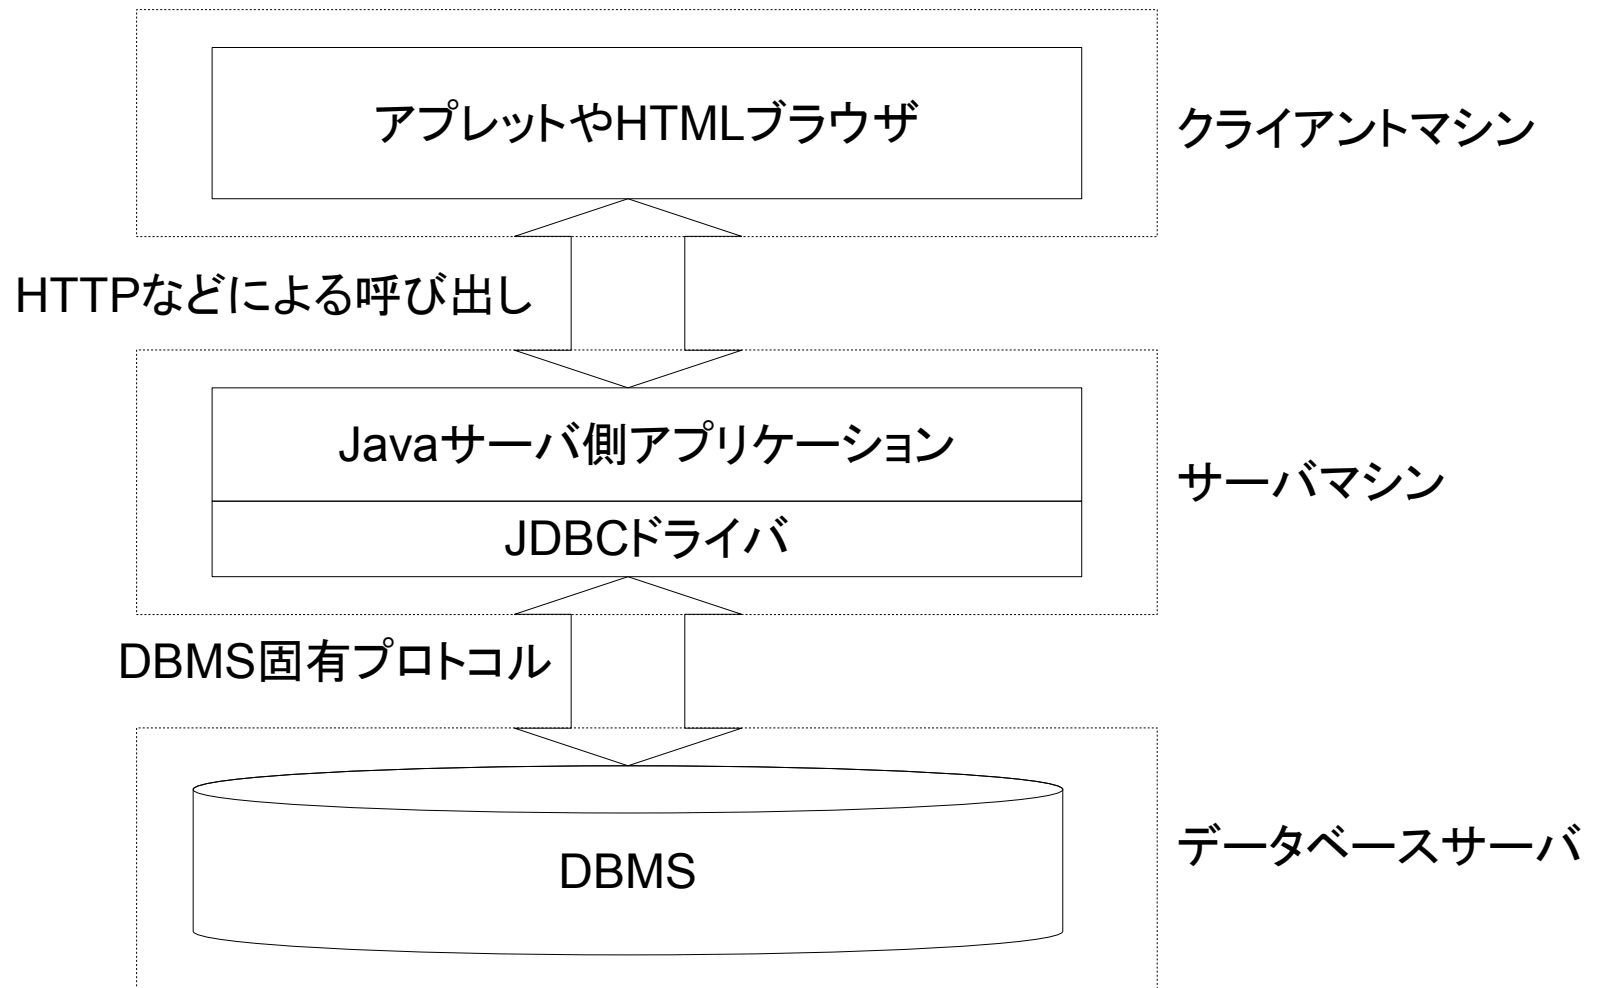 アプレットやHTMLブラウザ
クライアントマシン
HTTPなどによる呼び出し
Javaサーバ側アプリケーション
JDBCドライバ
サーバマシン
DBMS固有プロトコル
DBMS
データベースサーバ